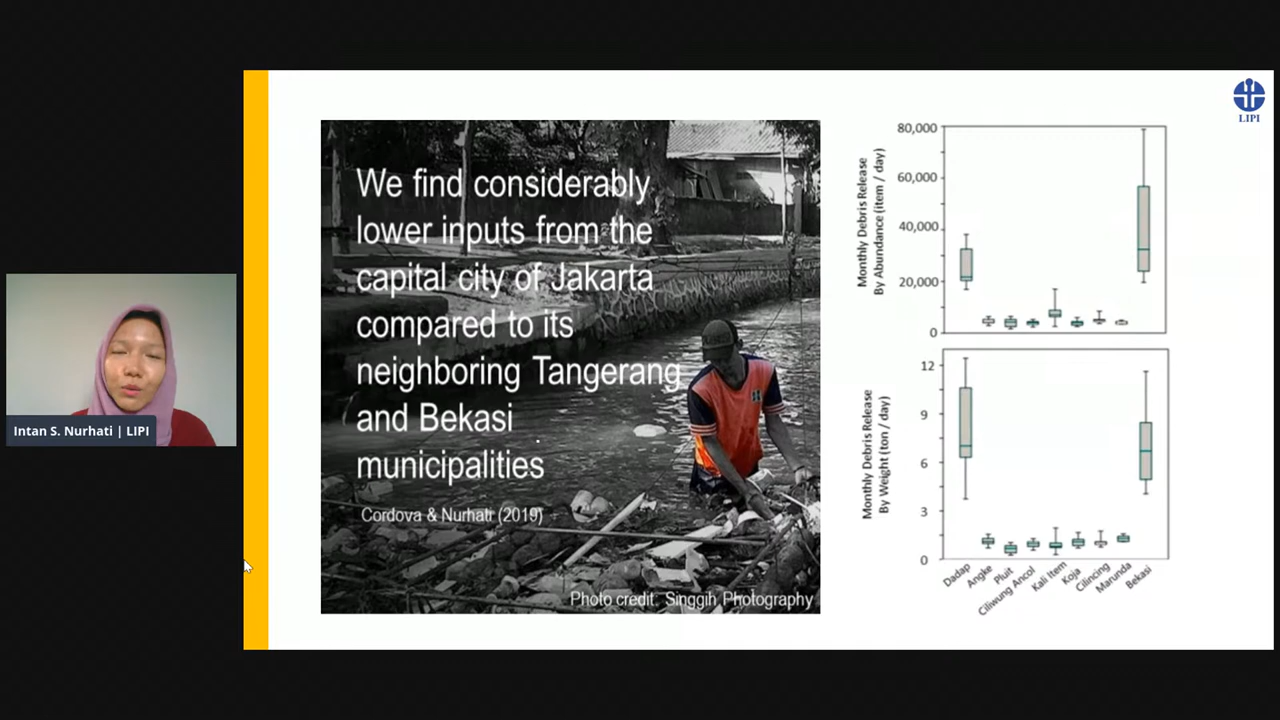 Intan S. Nurhati | LIPI
We find considerably
lower inputs from the
capital city of Jakarta
compared to its
neighboring Tangerang
and Bekasi
municipalities
Cordova & Nurhati (2019)
Photo credit: Singgih Photography
LIPI
Monthly Debris Release
By Abundance (item / day)
80,000
60,000
40,000
20,000
0
Monthly Debris Release
By Weight (ton / day)
12
9
6
3
0
Dadap
Angke
Pluit
Ciliwung Ancol
Kali Item
Koja
Cilincing
Marunda
Bekasi